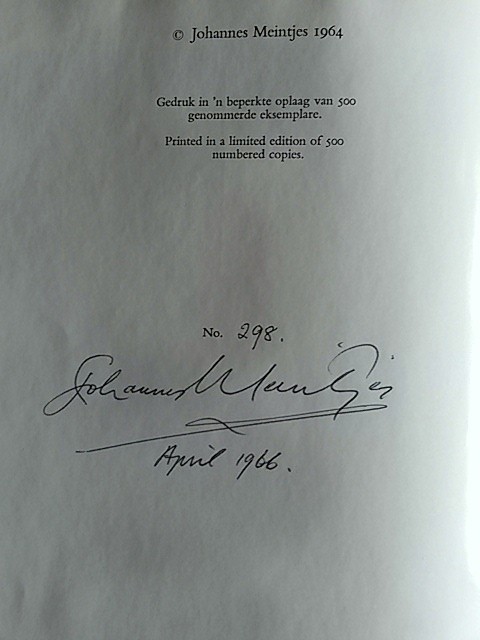 © Johannes Meintjes 1964
Gedruk in 'n beperkte oplaag van 500
genommerde eksemplare.
Printed in a limited edition of 500
numbered copies.
No. 298.
Johannes Meintjes
April 1966.